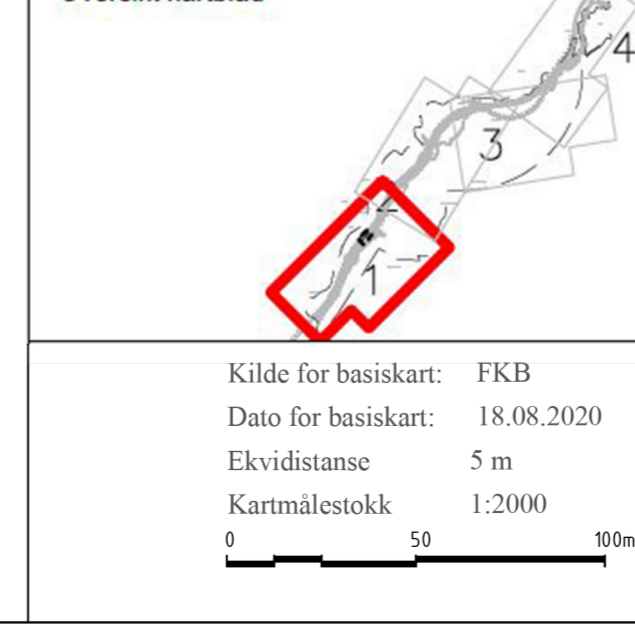 4
3
1
Kilde for basiskart: FKB
Dato for basiskart: 18.08.2020
Ekvidistanse 5 m
Kartmålestokk 1:2000
0 50 100m